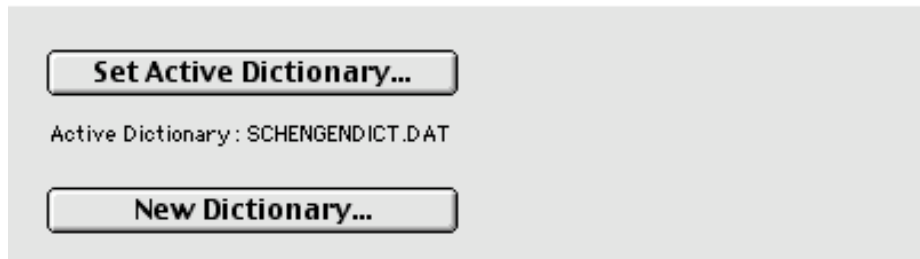 Set Active Dictionary...
Active Dictionary : SCHENGENDICT.DAT
New Dictionary...